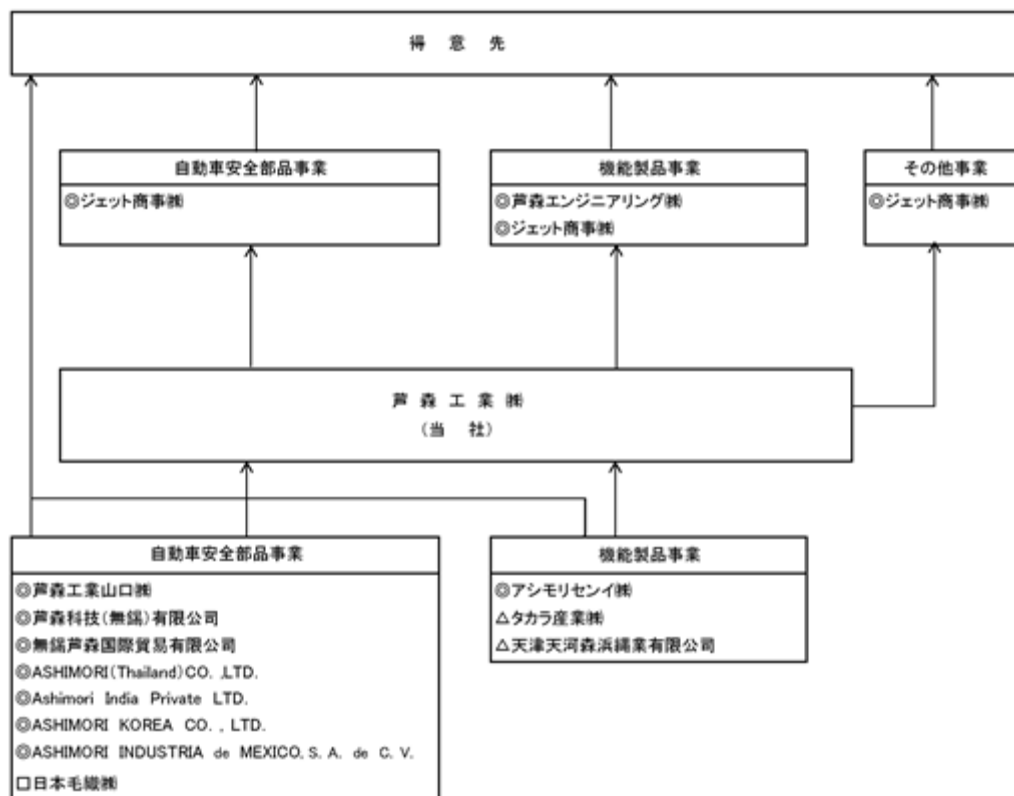 得意先
自動車安全部品事業
◎ジェット商事㈱
機能製品事業
◎芦森エンジニアリング㈱
◎ジェット商事㈱
その他事業
◎ジェット商事㈱
芦森工業㈱
(当社)
自動車安全部品事業
◎芦森工業山口㈱
◎芦森科技(無錫)有限公司
◎無錫芦森国際貿易有限公司
◎ASHIMORI(Thailand)CO.,LTD.
◎Ashimori India Private LTD.
◎ASHIMORI KOREA CO., LTD.
◎ASHIMORI INDUSTRIA de MEXICO, S. A. de C. V.
□日本毛織㈱
機能製品事業
◎アシモリセンイ㈱
△タカラ産業㈱
△天津天河森浜縄業有限公司